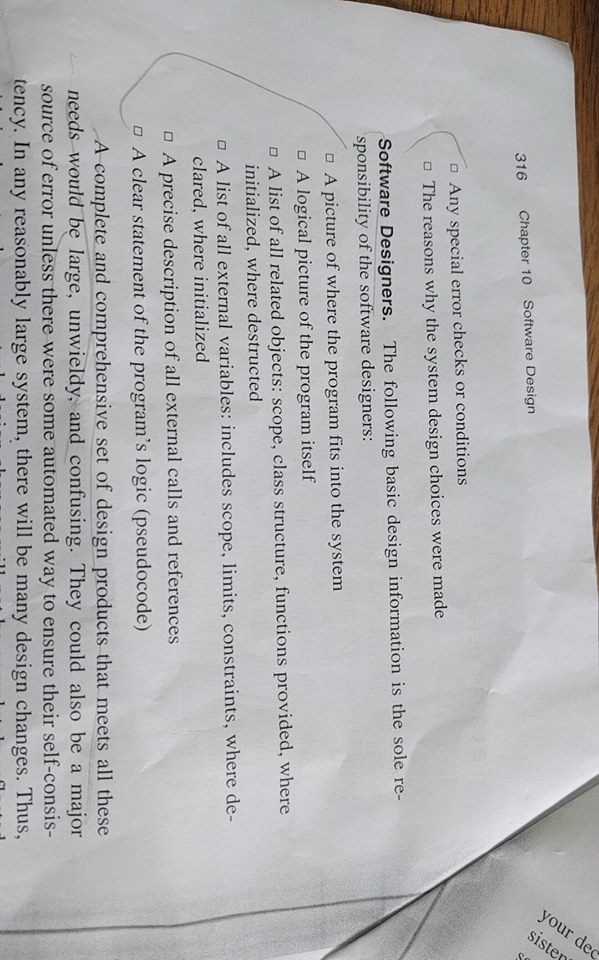 316 Chapter 10 Software Design
□ Any special error checks or conditions
□ The reasons why the system design choices were made
Software Designers. The following basic design information is the sole re-
sponsibility of the software designers:
□ A picture of where the program fits into the system
□ A logical picture of the program itself
□ A list of all related objects: scope, class structure, functions provided, where
initialized, where destructed
□ A list of all external variables: includes scope, limits, constraints, where de-
clared, where initialized
□ A precise description of all external calls and references
□ A clear statement of the program's logic (pseudocode)
A complete and comprehensive set of design products that meets all these
needs would be large, unwieldy, and confusing. They could also be a major
source of error unless there were some automated way to ensure their self-consis-
tency. In any reasonably large system, there will be many design changes. Thus,
your dec
sisten